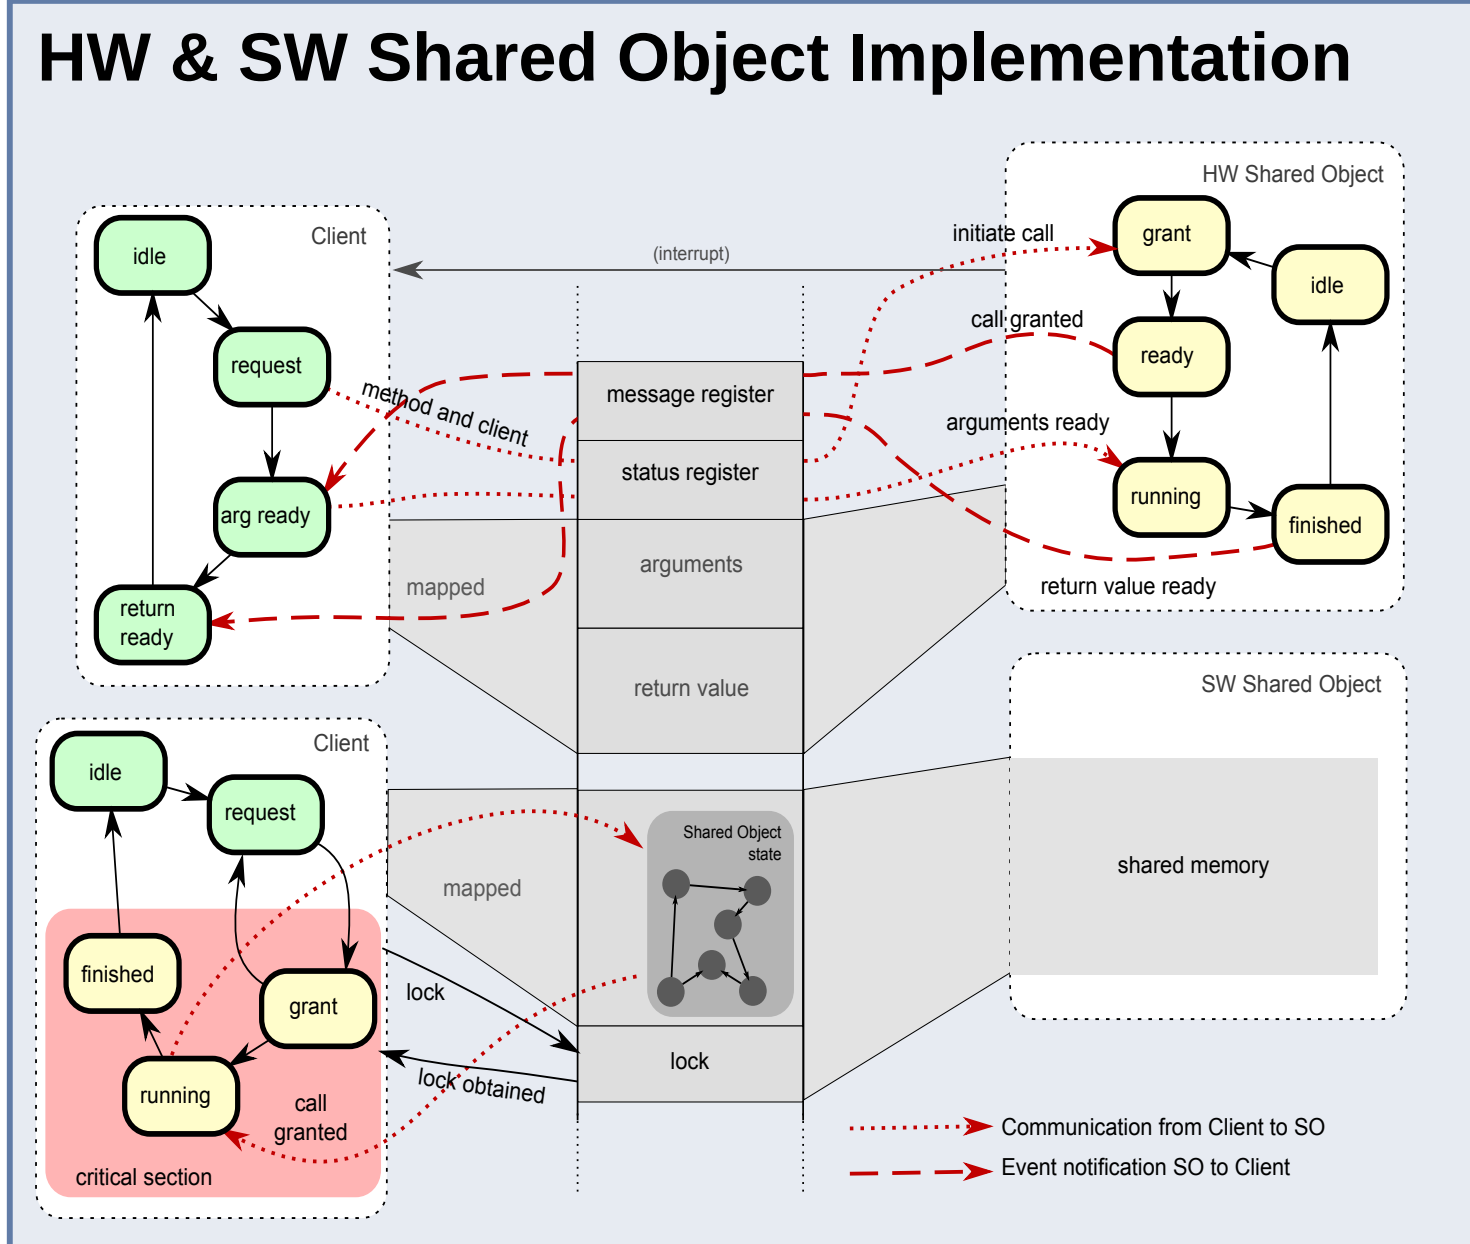 HW & SW Shared Object Implementation
HW Shared Object
Client
idle
request
arg ready
return
ready
(interrupt)
method and client
mapped
message register
status register
arguments
return value
initiate call
call granted
arguments ready
return value ready
grant
idle
ready
running
finished
Client
idle
request
finished
grant
running
call
granted
critical section
mapped
lock
lock obtained
Shared Object
state
lock
SW Shared Object
shared memory
Communication from Client to SO
Event notification SO to Client